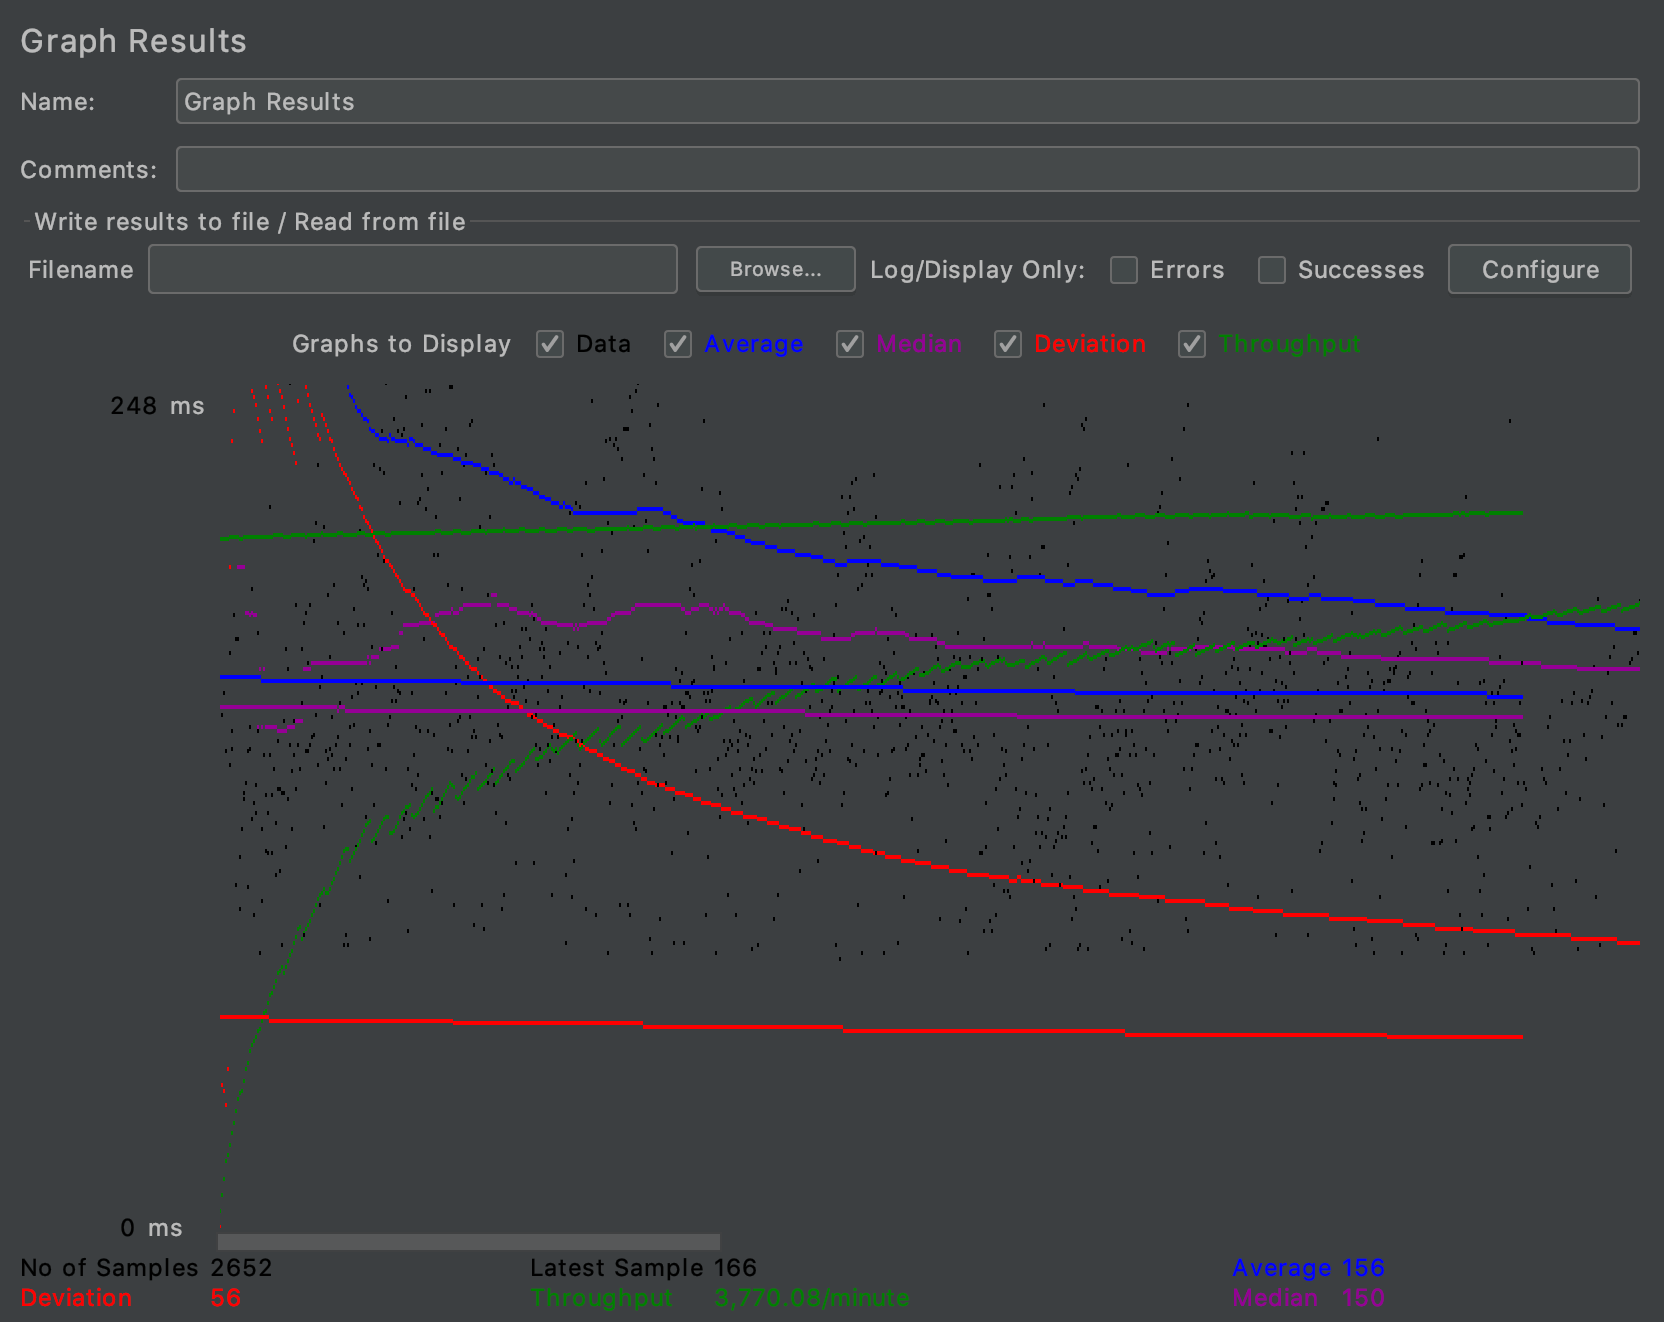 Graph Results
Name: Graph Results
Comments:
Write results to file / Read from file
Filename Browse... Log/Display Only: Errors Successes Configure
Graphs to Display Data Average Median Deviation Throughput
248 ms
0 ms
No of Samples 2652 Latest Sample 166 Average 156
Deviation 56 Throughput 3,770.08/minute Median 150